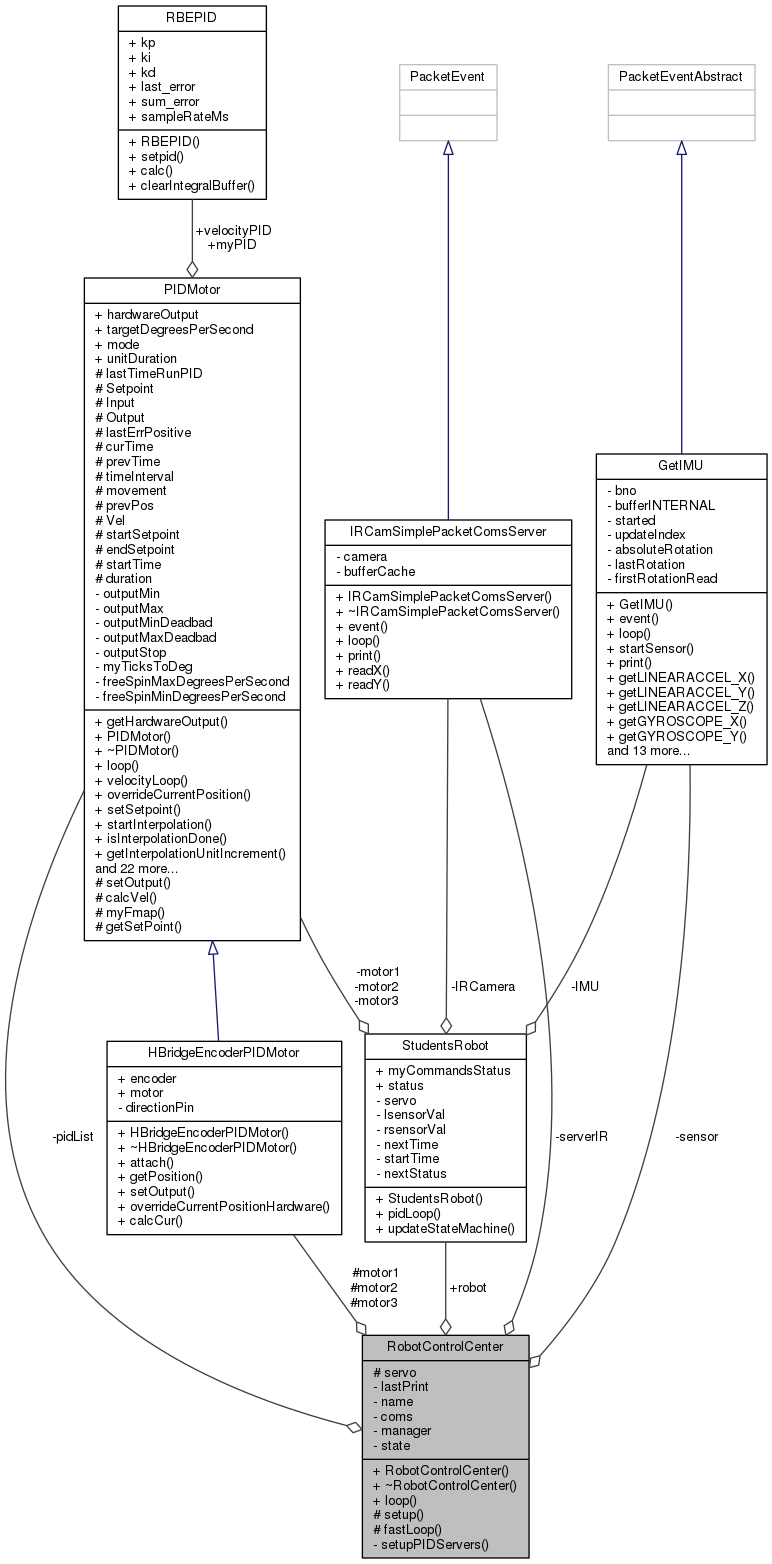 RBEPID
+ kp
+ ki
+ kd
+ last_error
+ sum_error
+ sampleRateMs
+ RBEPID()
+ setpid()
+ calc()
+ clearIntegralBuffer()
PacketEvent
PacketEventAbstract
+velocityPID
+myPID
PIDMotor
+ hardwareOutput
+ targetDegreesPerSecond
+ mode
+ unitDuration
# lastTimeRunPID
# Setpoint
# Input
# Output
# lastErrPositive
# curTime
# prevTime
# timeInterval
# movement
# prevPos
# Vel
# startSetpoint
# endSetpoint
# startTime
# duration
- outputMin
- outputMax
- outputMinDeadbad
- outputMaxDeadbad
- outputStop
- myTicksToDeg
- freeSpinMaxDegreesPerSecond
- freeSpinMinDegreesPerSecond
+ getHardwareOutput()
+ PIDMotor()
+ ~PIDMotor()
+ loop()
+ velocityLoop()
+ overrideCurrentPosition()
+ setSetpoint()
+ startInterpolation()
+ isInterpolationDone()
+ getInterpolationUnitIncrement()
and 22 more...
# setOutput()
# calcVel()
# myFmap()
# getSetPoint()
IRCamSimplePacketComsServer
- camera
- bufferCache
+ IRCamSimplePacketComsServer()
+ ~IRCamSimplePacketComsServer()
+ event()
+ loop()
+ print()
+ readX()
+ readY()
GetIMU
- bno
- bufferINTERNAL
- started
- updateIndex
- absoluteRotation
- lastRotation
- firstRotationRead
+ GetIMU()
+ event()
+ loop()
+ startSensor()
+ print()
+ getLINEARACCEL_X()
+ getLINEARACCEL_Y()
+ getLINEARACCEL_Z()
+ getGYROSCOPE_X()
+ getGYROSCOPE_Y()
and 13 more...
-motor1
-motor2
-motor3
-IRCamera
-IMU
HBridgeEncoderPIDMotor
+ encoder
+ motor
- directionPin
+ HBridgeEncoderPIDMotor()
+ ~HBridgeEncoderPIDMotor()
+ attach()
+ getPosition()
+ setOutput()
+ overrideCurrentPositionHardware()
+ calcCur()
StudentsRobot
+ myCommandsStatus
+ status
- servo
- lsensorVal
- rsensorVal
- nextTime
- startTime
- nextStatus
+ StudentsRobot()
+ pidLoop()
+ updateStateMachine()
-pidList
-serverIR
-sensor
#motor1
#motor2
#motor3
+robot
RobotControlCenter
# servo
- lastPrint
- name
- coms
- manager
- state
+ RobotControlCenter()
+ ~RobotControlCenter()
+ loop()
# setup()
# fastLoop()
- setupPIDServers()